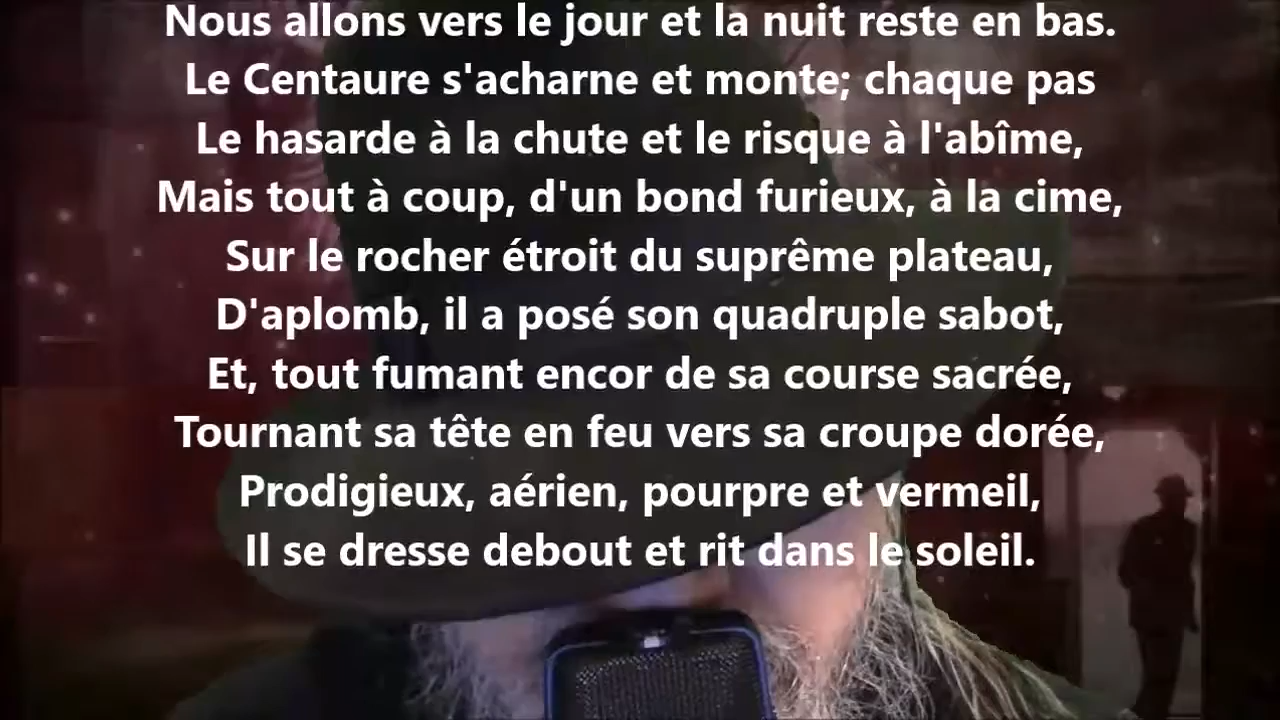 Nous allons vers le jour et la nuit reste en bas.
Le Centaure s'acharne et monte; chaque pas
Le hasarde à la chute et le risque à l'abîme,
Mais tout à coup, d'un bond furieux, à la cime,
Sur le rocher étroit du suprême plateau,
D'aplomb, il a posé son quadruple sabot,
Et, tout fumant encor de sa course sacrée,
Tournant sa tête en feu vers sa croupe dorée,
Prodigieux, aérien, pourpre et vermeil,
Il se dresse debout et rit dans le soleil.